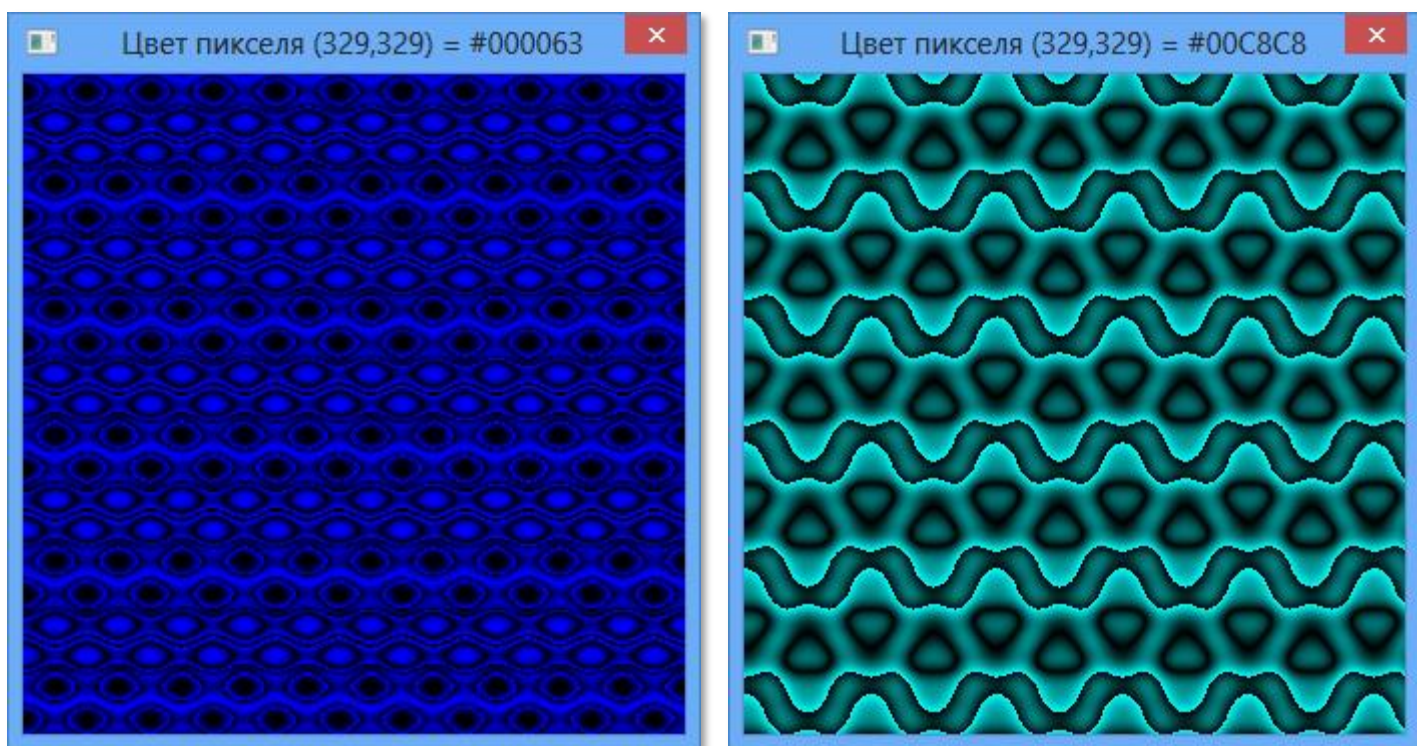 Цвет пикселя (329,329) = #000063
Цвет пикселя (329,329) = #00C8C8